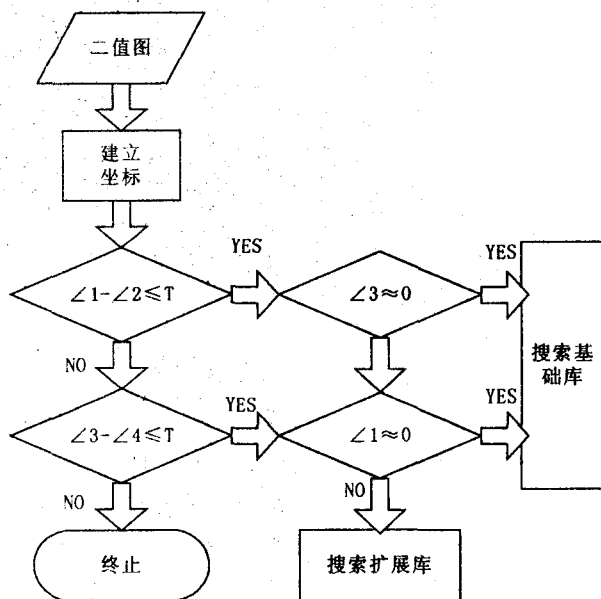 二值图
建立
坐标
YES
YES
∠1-∠2≤T
∠3≈0
搜索基
础库
NO
YES
YES
∠3-∠4≤T
∠1≈0
NO
NO
终止
搜索扩展库